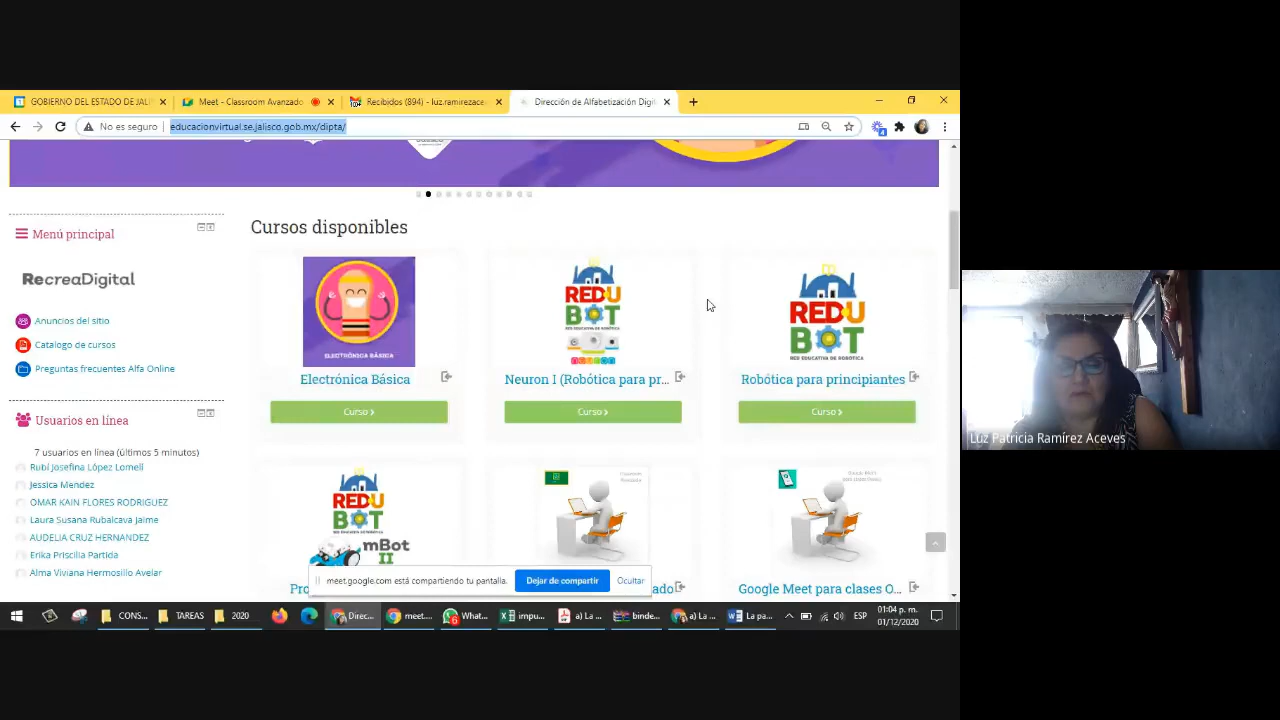 GOBIERNO DEL ESTADO DE JALI
Meet - Classroom Avanzado
Recibidos (894) - luz.ramirezace
Dirección de Alfabetización Digi
No es seguro
educacionvirtual.se.jalisco.gob.mx/dipta/
Menú principal
RecreaDigital
Anuncios del sitio
Catalogo de cursos
Preguntas frecuentes Alfa Online
Usuarios en línea
7 usuarios en línea (últimos 5 minutos)
Rubí Josefina López Lomelí
Jessica Mendez
OMAR KAIN FLORES RODRIGUEZ
Laura Susana Rubalcava Jaime
AUDELIA CRUZ HERNANDEZ
Erika Priscilia Partida
Alma Viviana Hermosillo Avelar
Cursos disponibles
ELECTRÓNICA BÁSICA
REDU
BOT
RED EDUCATIVA DE ROBÓTICA
NEURON
REDU
BOT
RED EDUCATIVA DE ROBÓTICA
Electrónica Básica
Neuron I (Robótica para pr...
Robótica para principiantes
Curso
Curso
Curso
REDU
BOT
mBot
II
Pro
ado
Google Meet para clases O...
meet.google.com está compartiendo tu pantalla.
Dejar de compartir
Ocultar
CONS...
TAREAS
2020
Direc...
meet....
6
What...
impu...
a) La ...
binde...
a) La ...
La pa...
ESP
01:04 p. m.
01/12/2020
Luz Patricia Ramírez Aceves